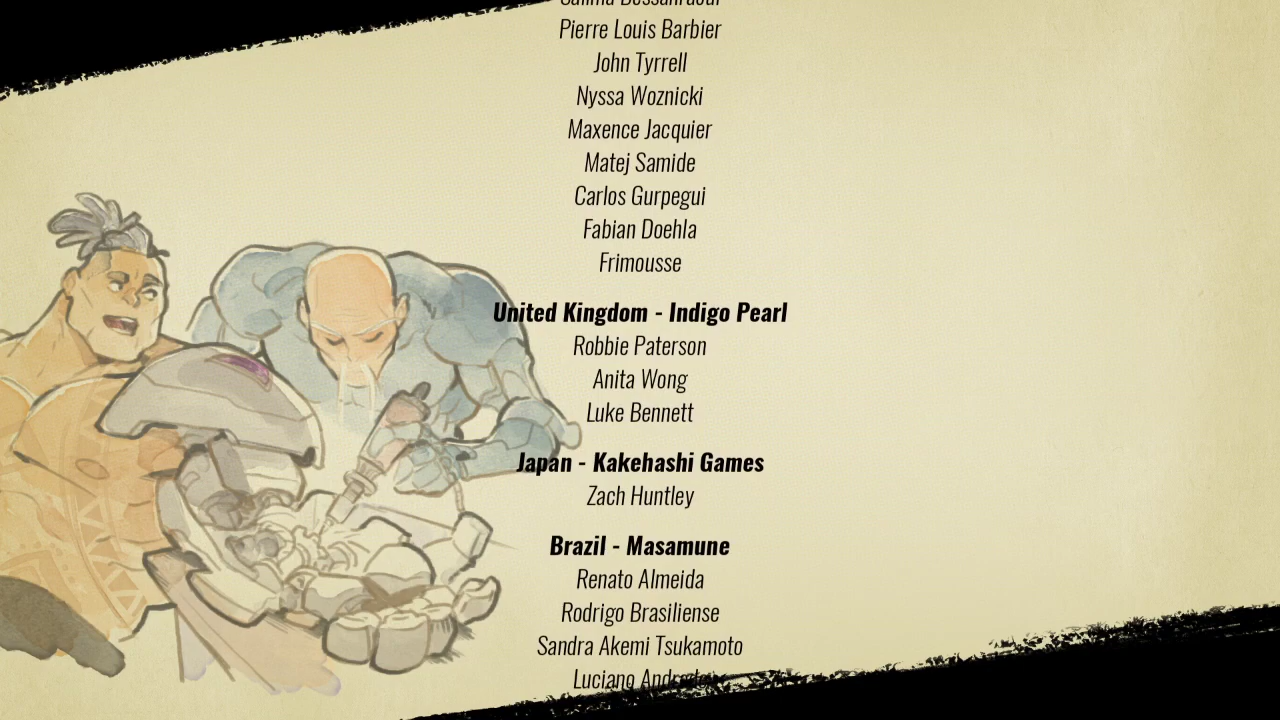 Pierre Louis Barbier
John Tyrrell
Nyssa Woznicki
Maxence Jacquier
Matej Samide
Carlos Gurpegui
Fabian Doehla
Frimousse
United Kingdom - Indigo Pearl
Robbie Paterson
Anita Wong
Luke Bennett
Japan - Kakehashi Games
Zach Huntley
Brazil - Masamune
Renato Almeida
Rodrigo Brasiliense
Sandra Akemi Tsukamoto
Luciano